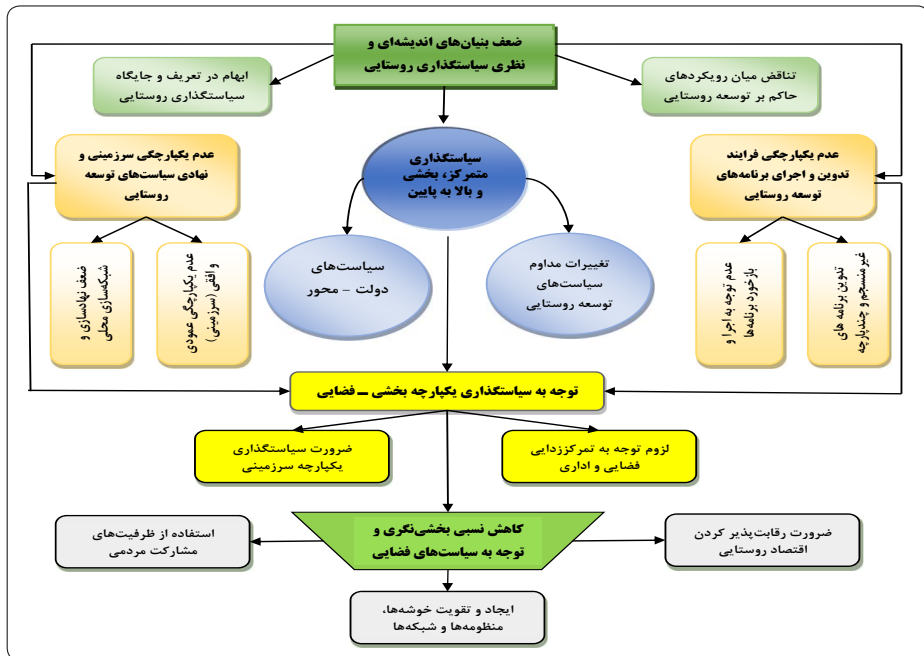 ضعف بنیان‌های اندیشه‌ای و
نظری سیاستگذاری روستایی
تناقض میان رویکردهای
حاکم بر توسعه روستایی
ابهام در تعریف و جایگاه
سیاستگذاری روستایی
عدم یکپارچگی فرایند
تدوین و اجرای برنامه‌های
توسعه روستایی
سیاستگذاری
متمرکز، بخشی
و بالا به پایین
عدم یکپارچگی سرزمینی و
نهادی سیاست‌های توسعه
روستایی
تدوین برنامه های
غیر منسجم و چندپارچه
عدم توجه به اجرا و
بازخورد برنامه‌ها
تغییرات مداوم
سیاست‌های
توسعه روستایی
سیاست‌های
دولت - محور
عدم یکپارچگی عمودی
و افقی (سرزمینی)
ضعف نهادسازی و
شبکه‌سازی محلی
توجه به سیاستگذاری یکپارچه بخشی – فضایی
لزوم توجه به تمرکززدایی
فضایی و اداری
ضرورت سیاستگذاری
یکپارچه سرزمینی
کاهش نسبی بخشی‌نگری و
توجه به سیاست‌های فضایی
ضرورت رقابت‌پذیر کردن
اقتصاد روستایی
استفاده از ظرفیت‌های
مشارکت مردمی
ایجاد و تقویت خوشه‌ها،
منظومه‌ها و شبکه‌ها